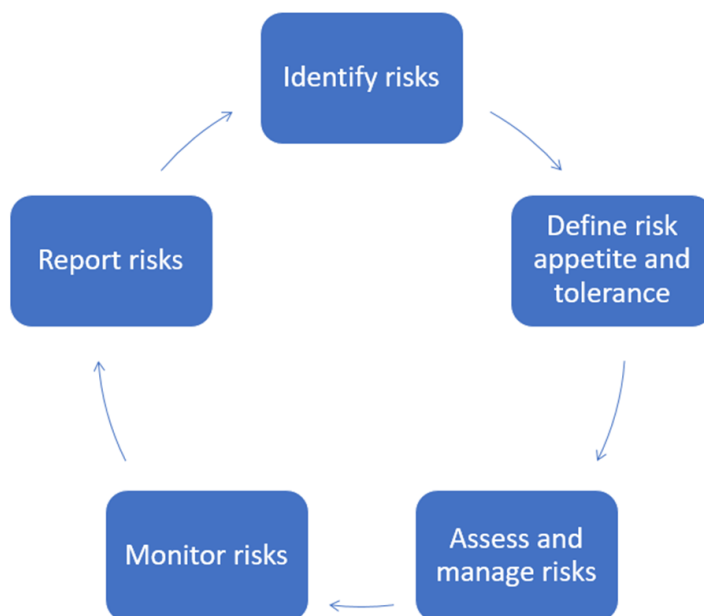 Identify risks
Define risk
appetite and
tolerance
Assess and
manage risks
Monitor risks
Report risks